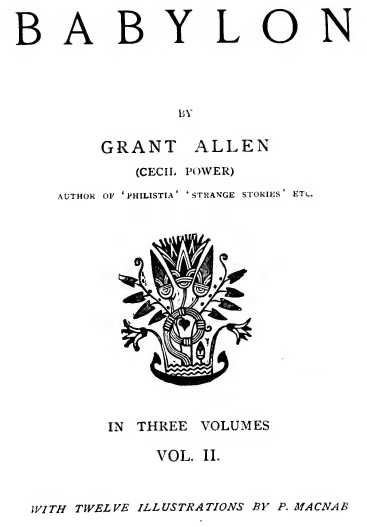 BABYLON
BY
GRANT ALLEN
(CECIL POWER)
AUTHOR OF 'PHILISTIA' 'STRANGE STORIES' ETC.
IN THREE VOLUMES
VOL. II.
WITH TWELVE ILLUSTRATIONS BY P. MACNAB